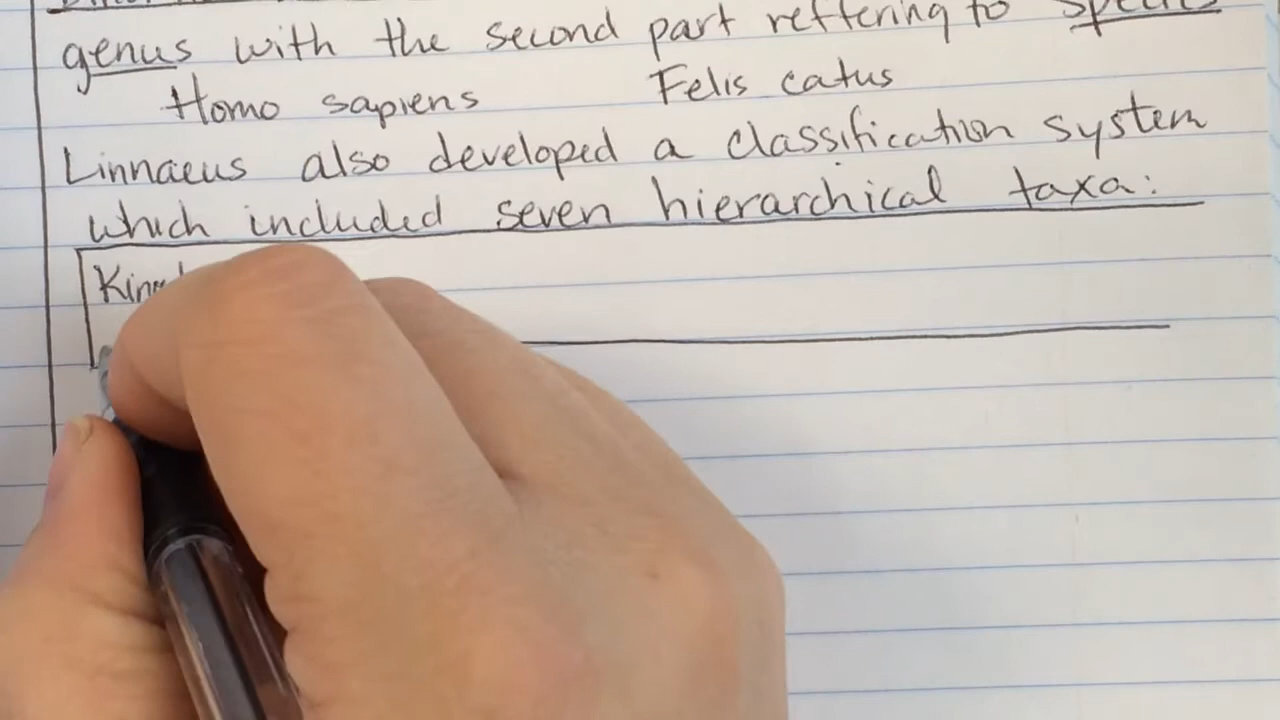 genus with the second part reffering to
Homo sapiens Felis catus
Linnaeus also developed a classification system
which included seven hierarchical taxa: